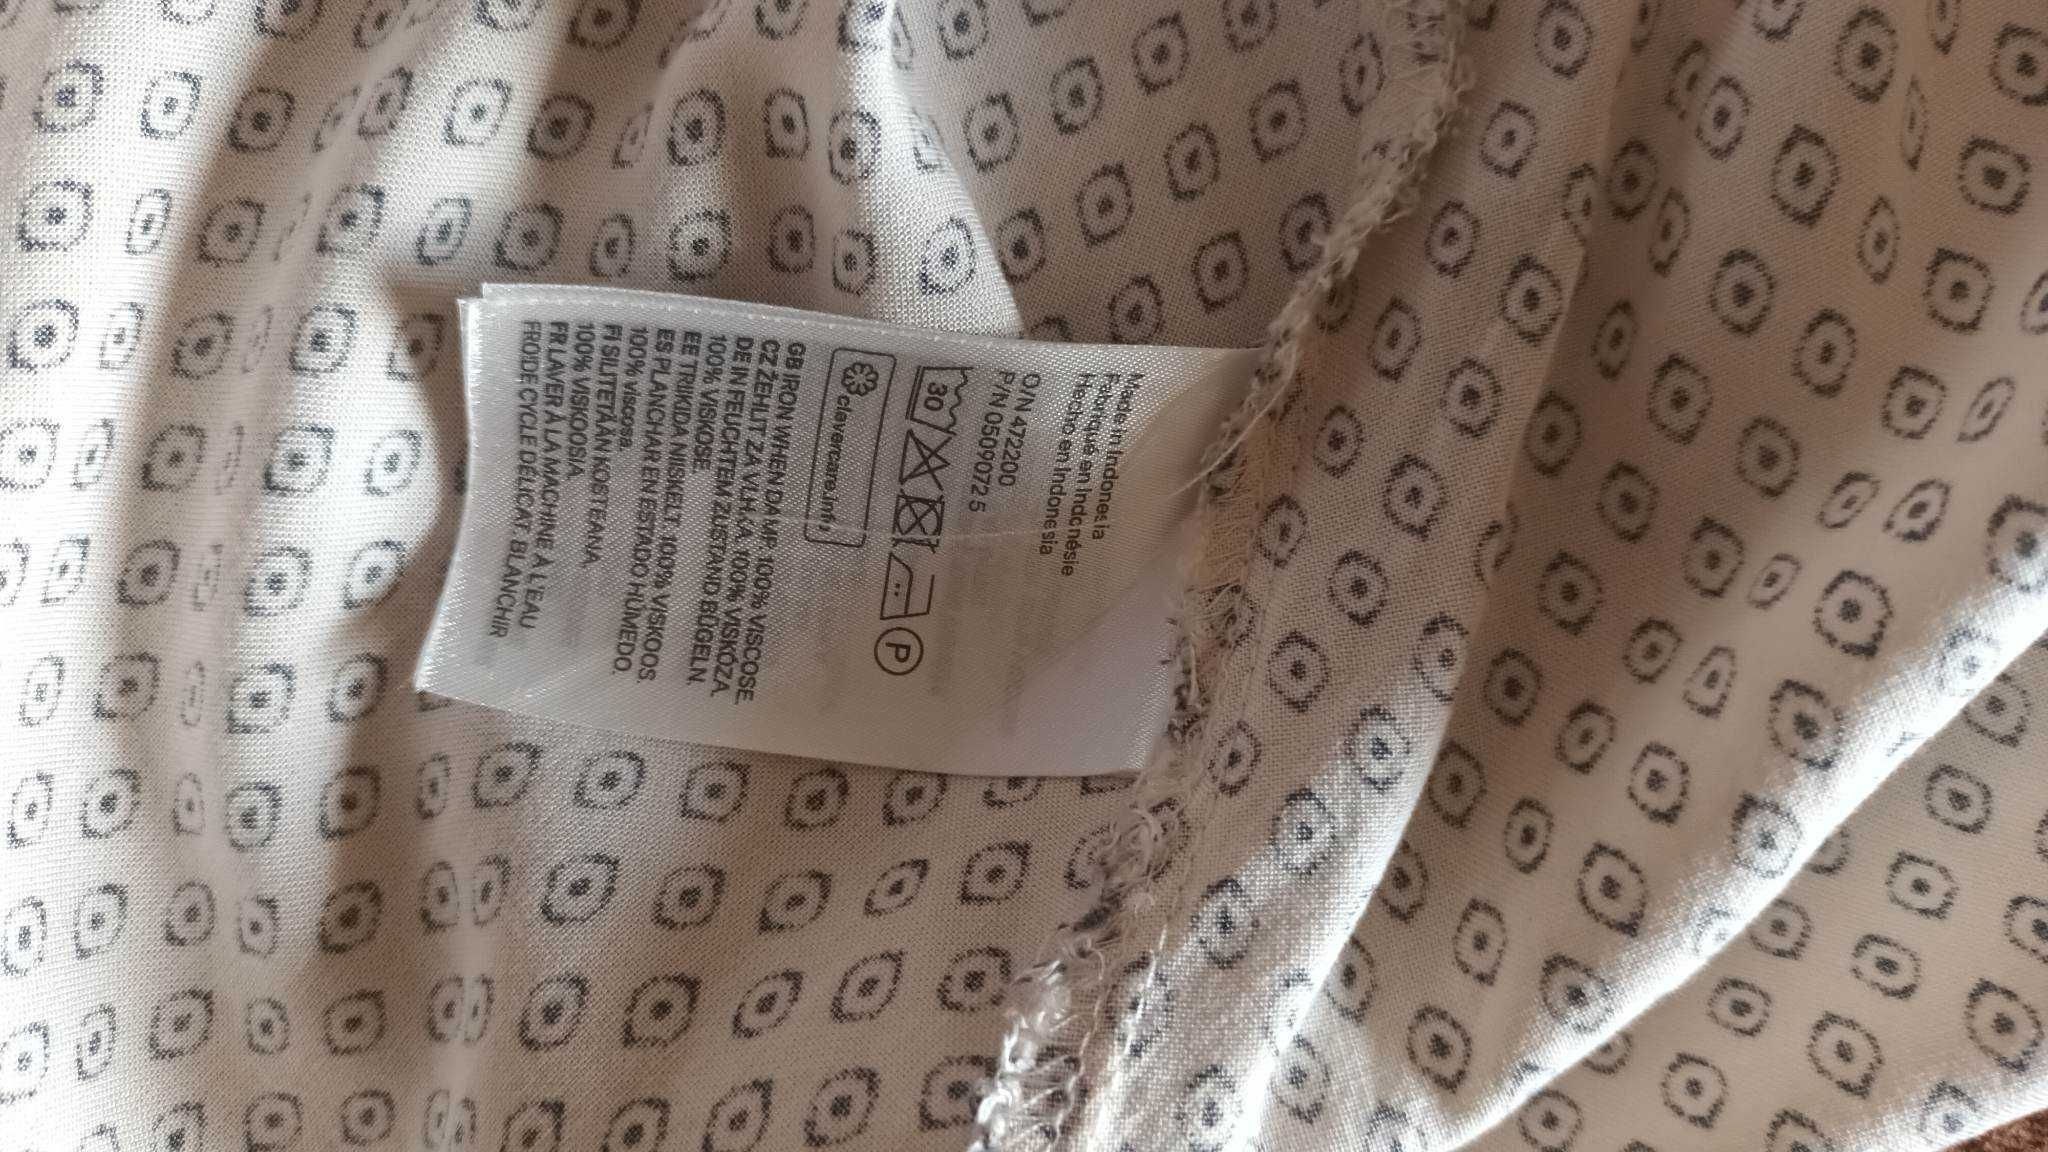 Made in Indonesia
Fabriqué en Indonésie
Hecho en Indonesia
O/N 472200
P/N 0509072 5
30
P
clevercare.info
GB IRON WHEN DAMP. 100% VISCOSE.
CZ ŽEHLIT ZA VLHKA. 100% VISKÓZA.
DE IN FEUCHTEM ZUSTAND BÜGELN.
100% VISKOSE.
EE TRIIKIDA NIISKELT. 100% VISKOOS.
ES PLANCHAR EN ESTADO HÚMEDO.
100% viscosa.
FI SILITETÄÄN KOSTEANA.
100% VISKOOSIA.
FR LAVER À LA MACHINE À L'EAU
FROIDE CYCLE DÉLICAT. BLANCHIR